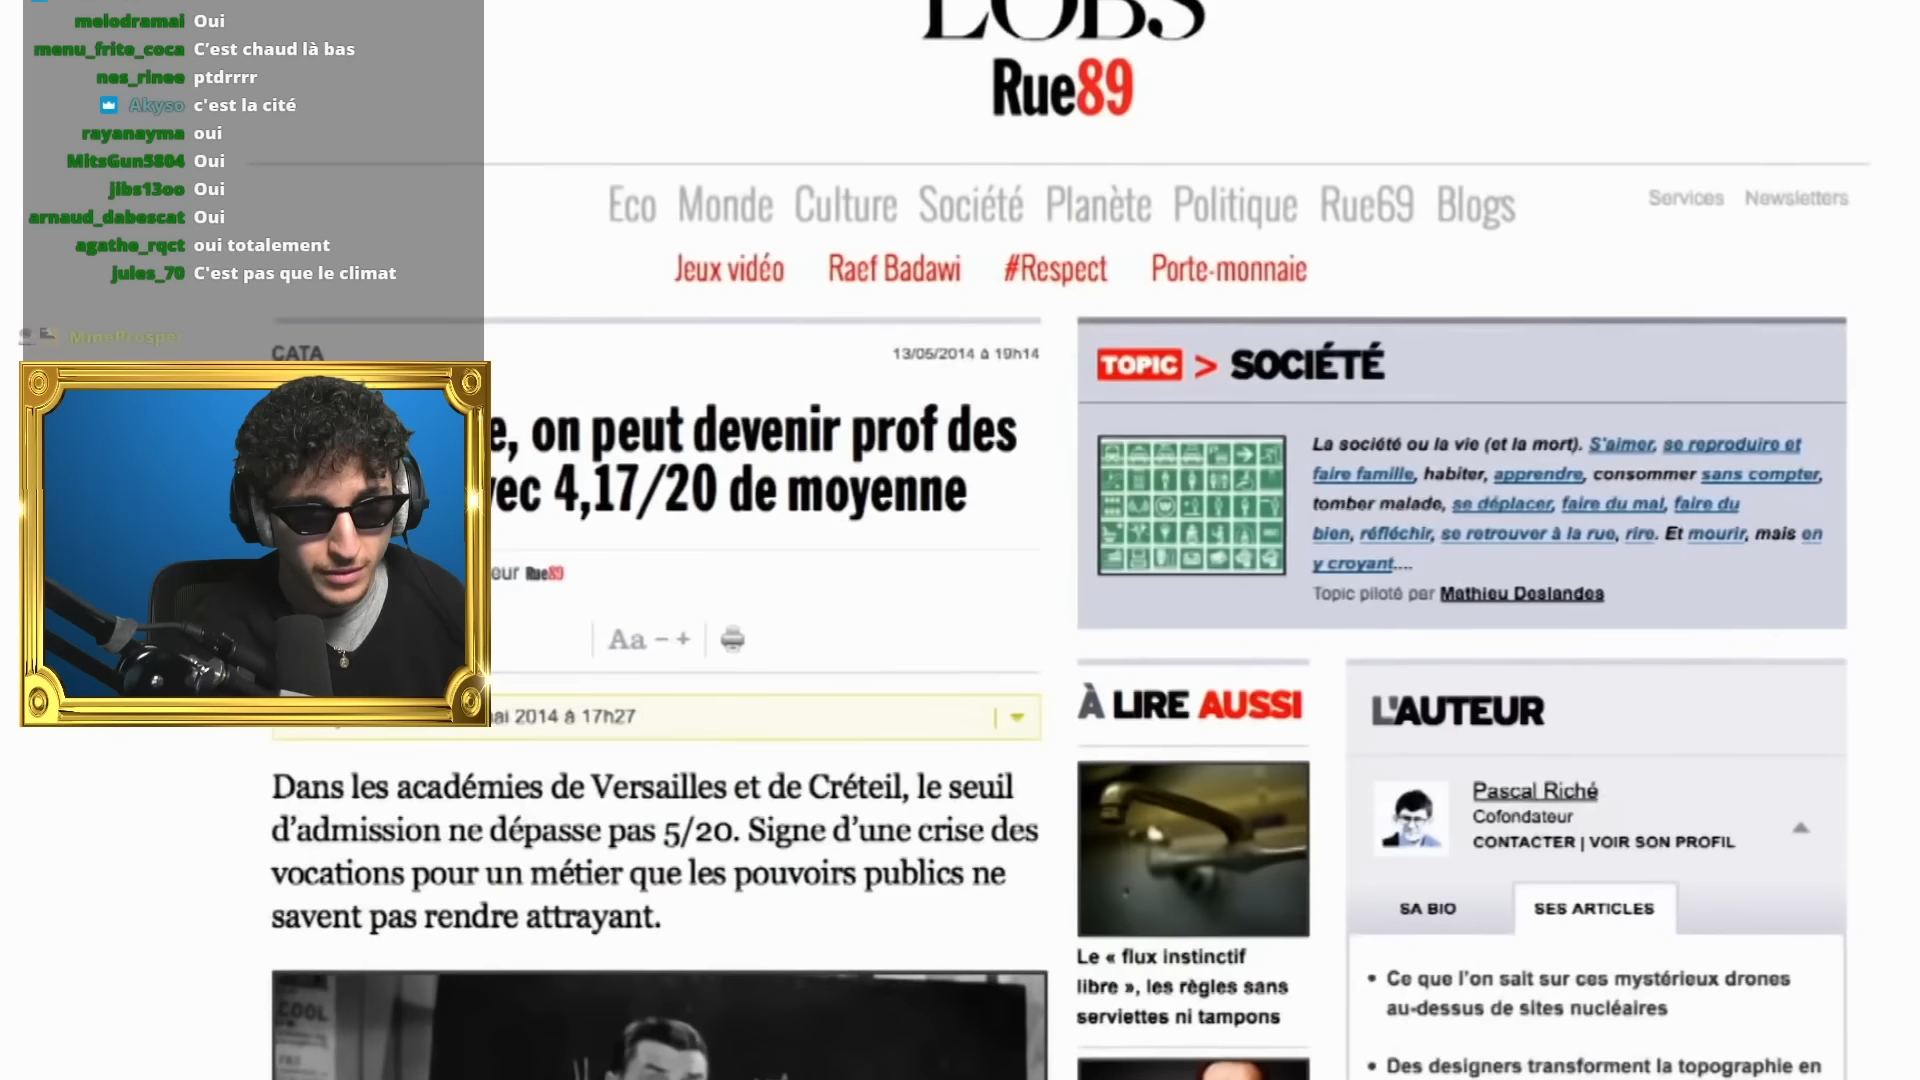 melodramai Oui
menu_frite_coca C'est chaud là bas
nes_rinee ptdrrrr
Akyso c'est la cité
rayanayma oui
MitsGun5804 Oui
jibs13oo Oui
arnaud_dabescat Oui
agathe_rqct oui totalement
jules_70 C'est pas que le climat
MmeProsper
L'OBS
Rue89
Eco Monde Culture Société Planète Politique Rue69 Blogs
Services Newsletters
Jeux vidéo Raef Badawi #Respect Porte-monnaie
CATA
13/05/2014 à 19h14
e, on peut devenir prof des
vec 4,17/20 de moyenne
eur Rue89
Aa - +
ai 2014 à 17h27
Dans les académies de Versailles et de Créteil, le seuil
d'admission ne dépasse pas 5/20. Signe d'une crise des
vocations pour un métier que les pouvoirs publics ne
savent pas rendre attrayant.
COOL
TOPIC > SOCIÉTÉ
La société ou la vie (et la mort). S'aimer, se reproduire et
faire famille, habiter, apprendre, consommer sans compter,
tomber malade, se déplacer, faire du mal, faire du
bien, réfléchir, se retrouver à la rue, rire. Et mourir, mais en
y croyant....
Topic piloté par Mathieu Deslandes
À LIRE AUSSI
Le « flux instinctif
libre », les règles sans
serviettes ni tampons
L'AUTEUR
Pascal Riché
Cofondateur
CONTACTER | VOIR SON PROFIL
SA BIO SES ARTICLES
• Ce que l'on sait sur ces mystérieux drones
au-dessus de sites nucléaires
• Des designers transforment la topographie en